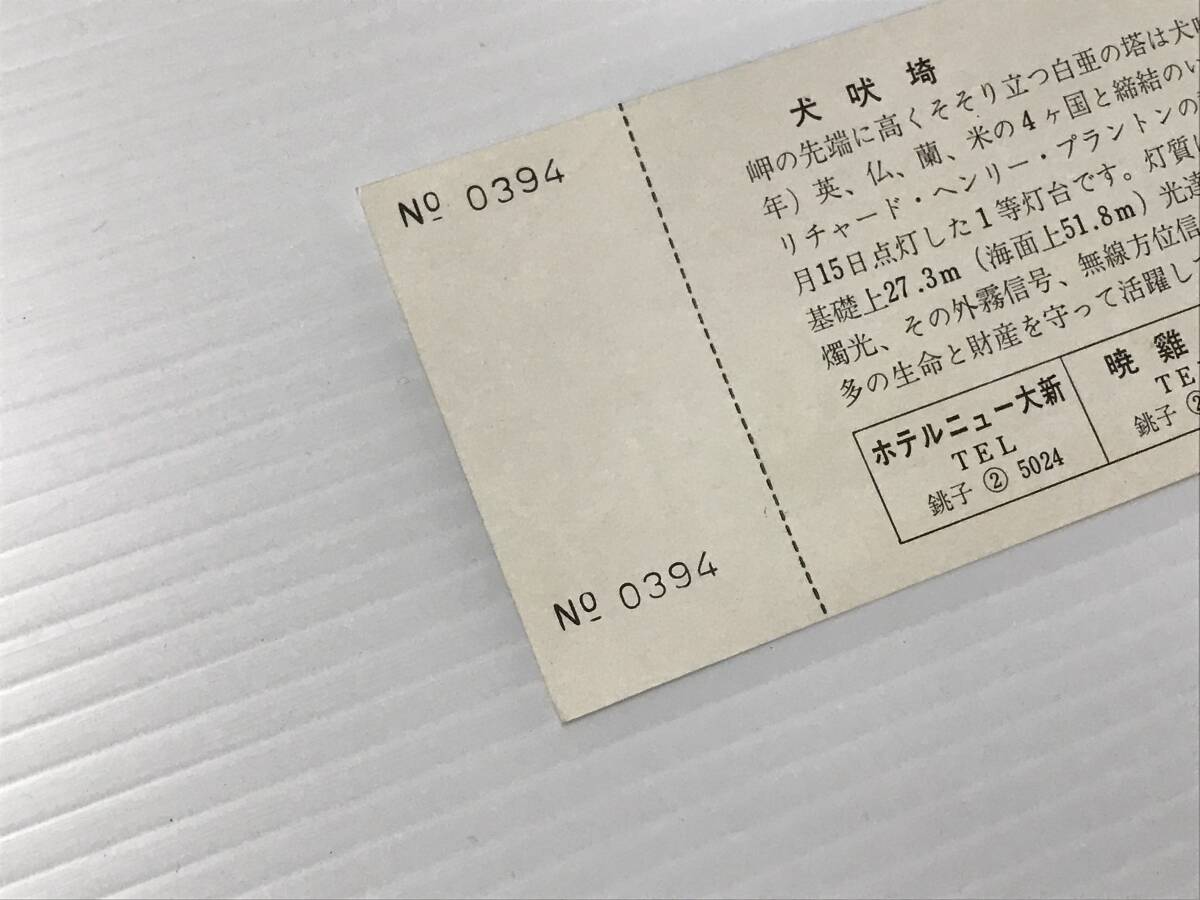 No 0394
No 0394
犬吠埼
岬の先端に高くそそり立つ白亜の塔は犬吠
年）英、仏、蘭、米の4ヶ国と締結のい
リチャード・ヘンリー・プラントンの
月15日点灯した1等灯台です。灯質
基礎上27.3m（海面上51.8m）光達
燭光、その外霧信号、無線方位信
多の生命と財産を守って活躍し
ホテルニュー大新
TEL
銚子 ② 5024
暁雞
TEL
銚子 ②